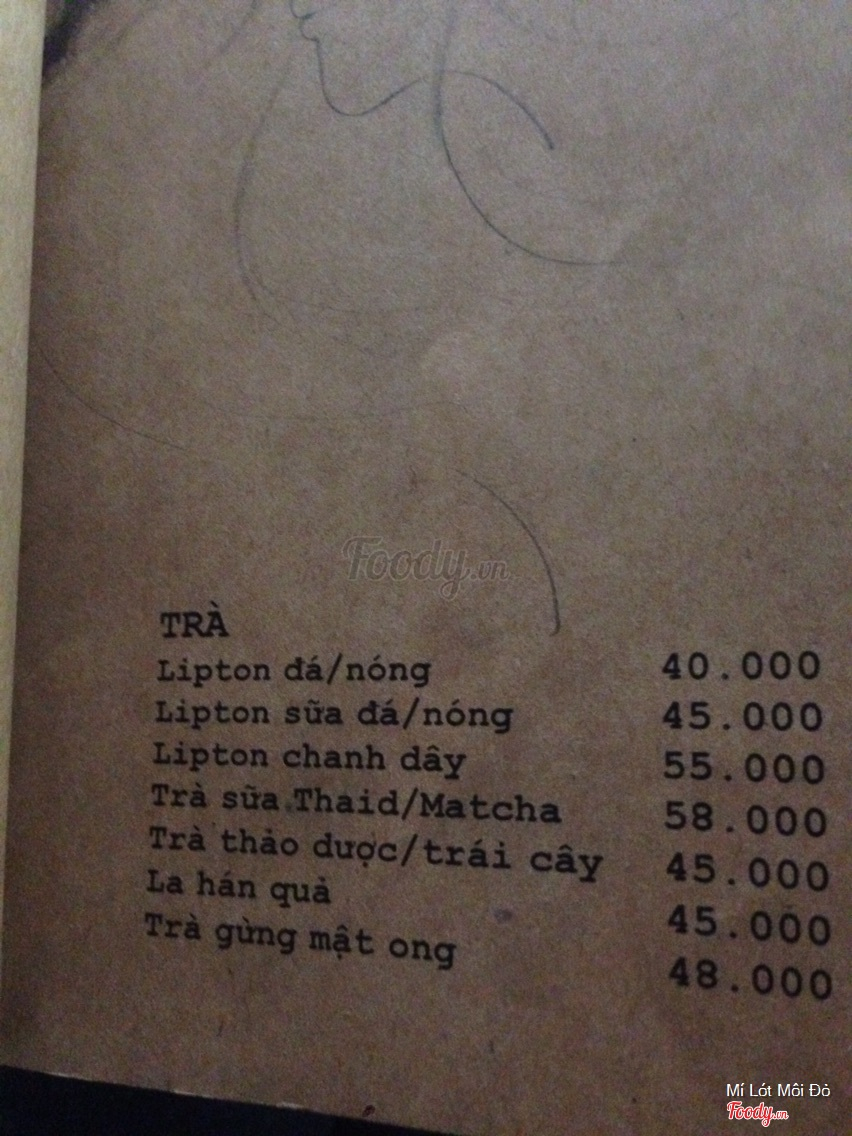 Foody.vn
TRÀ
Lipton đá/nóng 40.000
Lipton sữa đá/nóng 45.000
Lipton chanh dây 55.000
Trà sữa Thaid/Matcha 58.000
Trà thảo dược/trái cây 45.000
La hán quả 45.000
Trà gừng mật ong 48.000
Mí Lót Môi Đỏ
Foody.vn